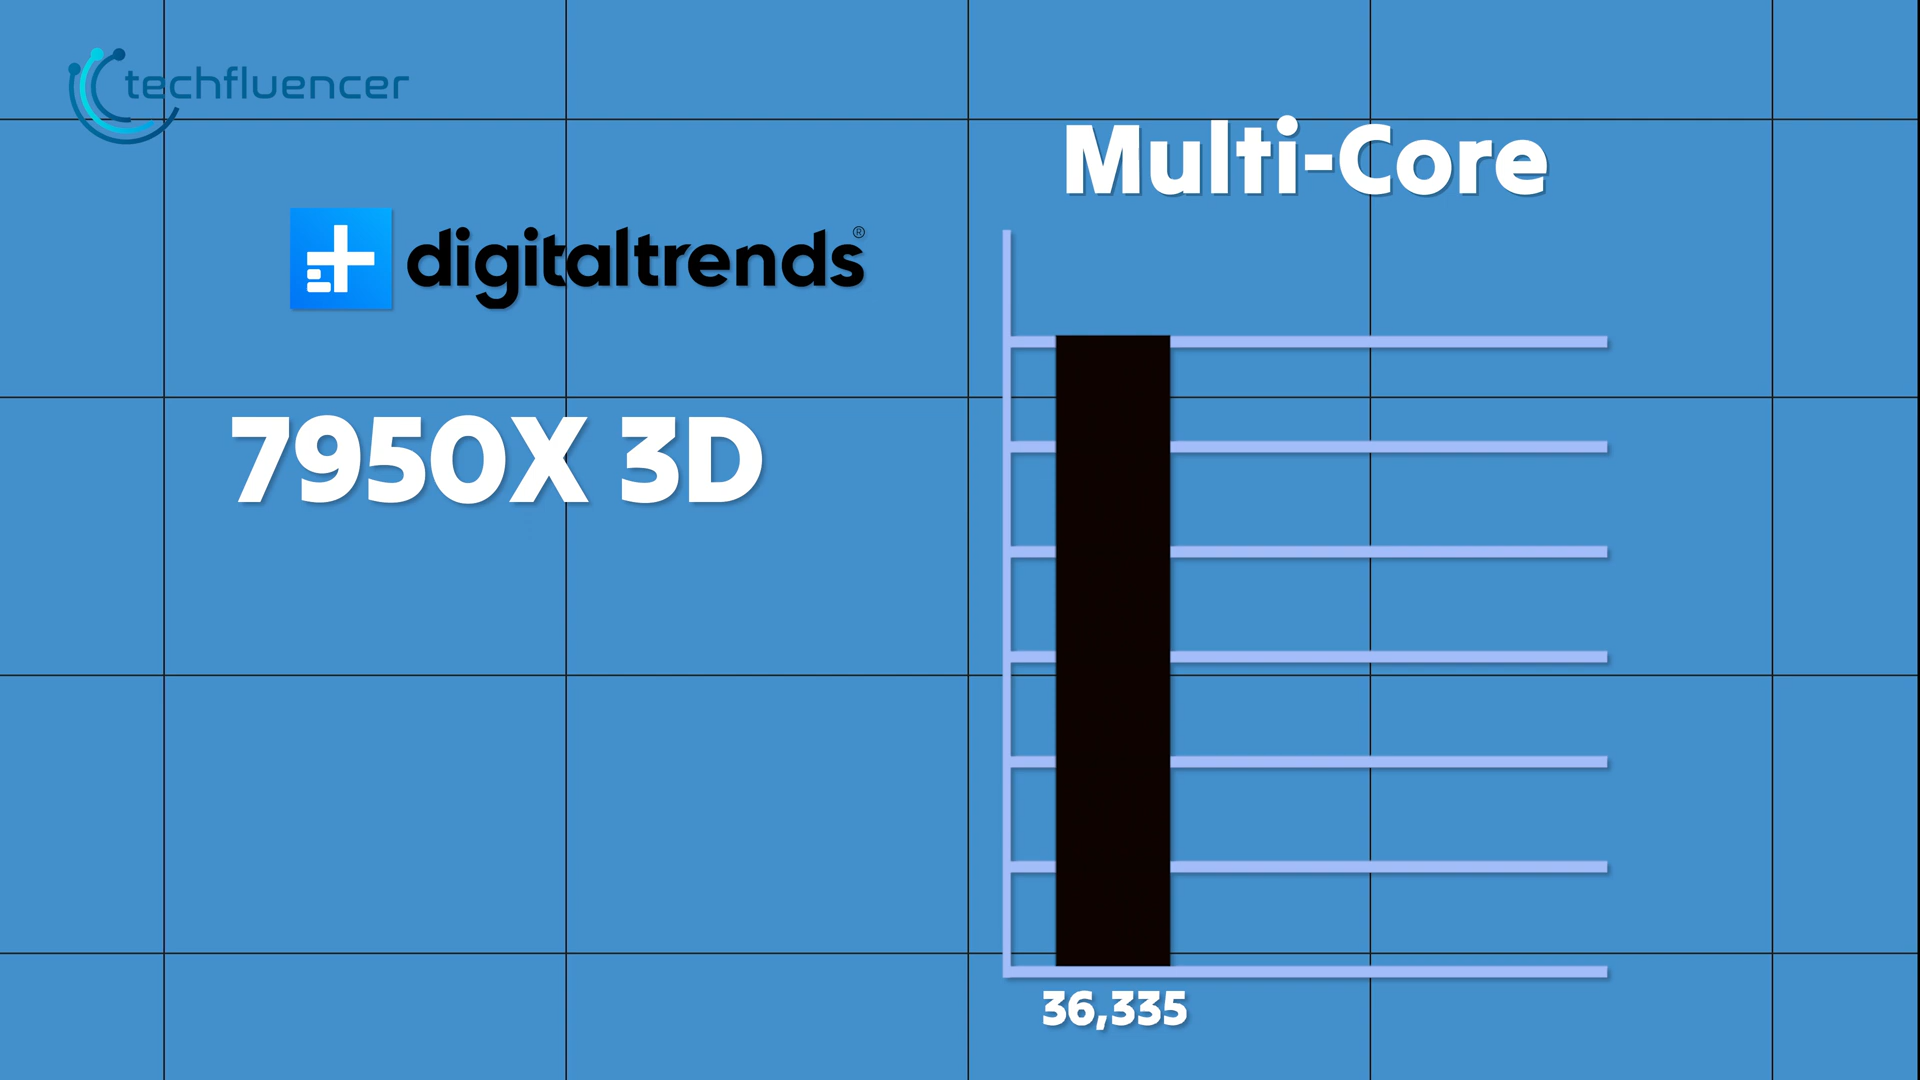 techfluencer
Multi-Core
digitaltrends®
7950X 3D
36,335